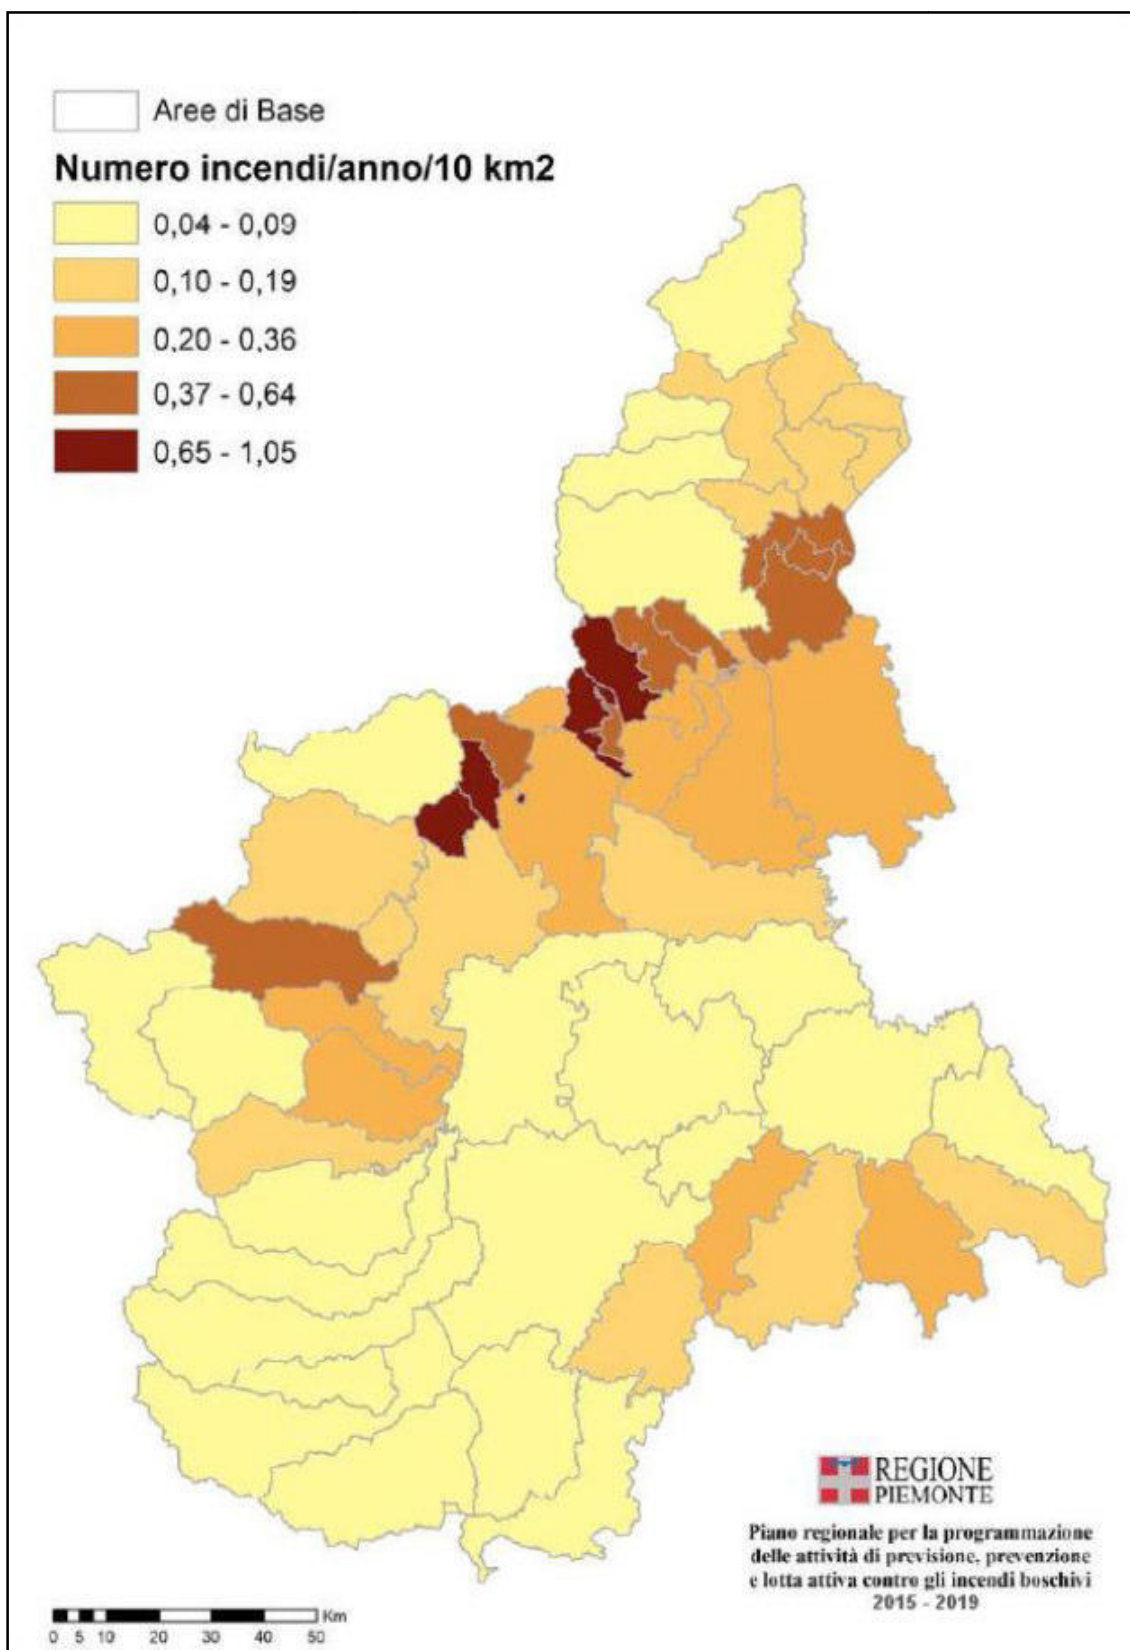 Aree di Base
Numero incendi/anno/10 km2
0,04 - 0,09
0,10 - 0,19
0,20 - 0,36
0,37 - 0,64
0,65 - 1,05
REGIONE
PIEMONTE
Piano regionale per la programmazione
delle attività di previsione, prevenzione
e lotta attiva contro gli incendi boschivi
2015 - 2019
Km
0 5 10 20 30 40 50